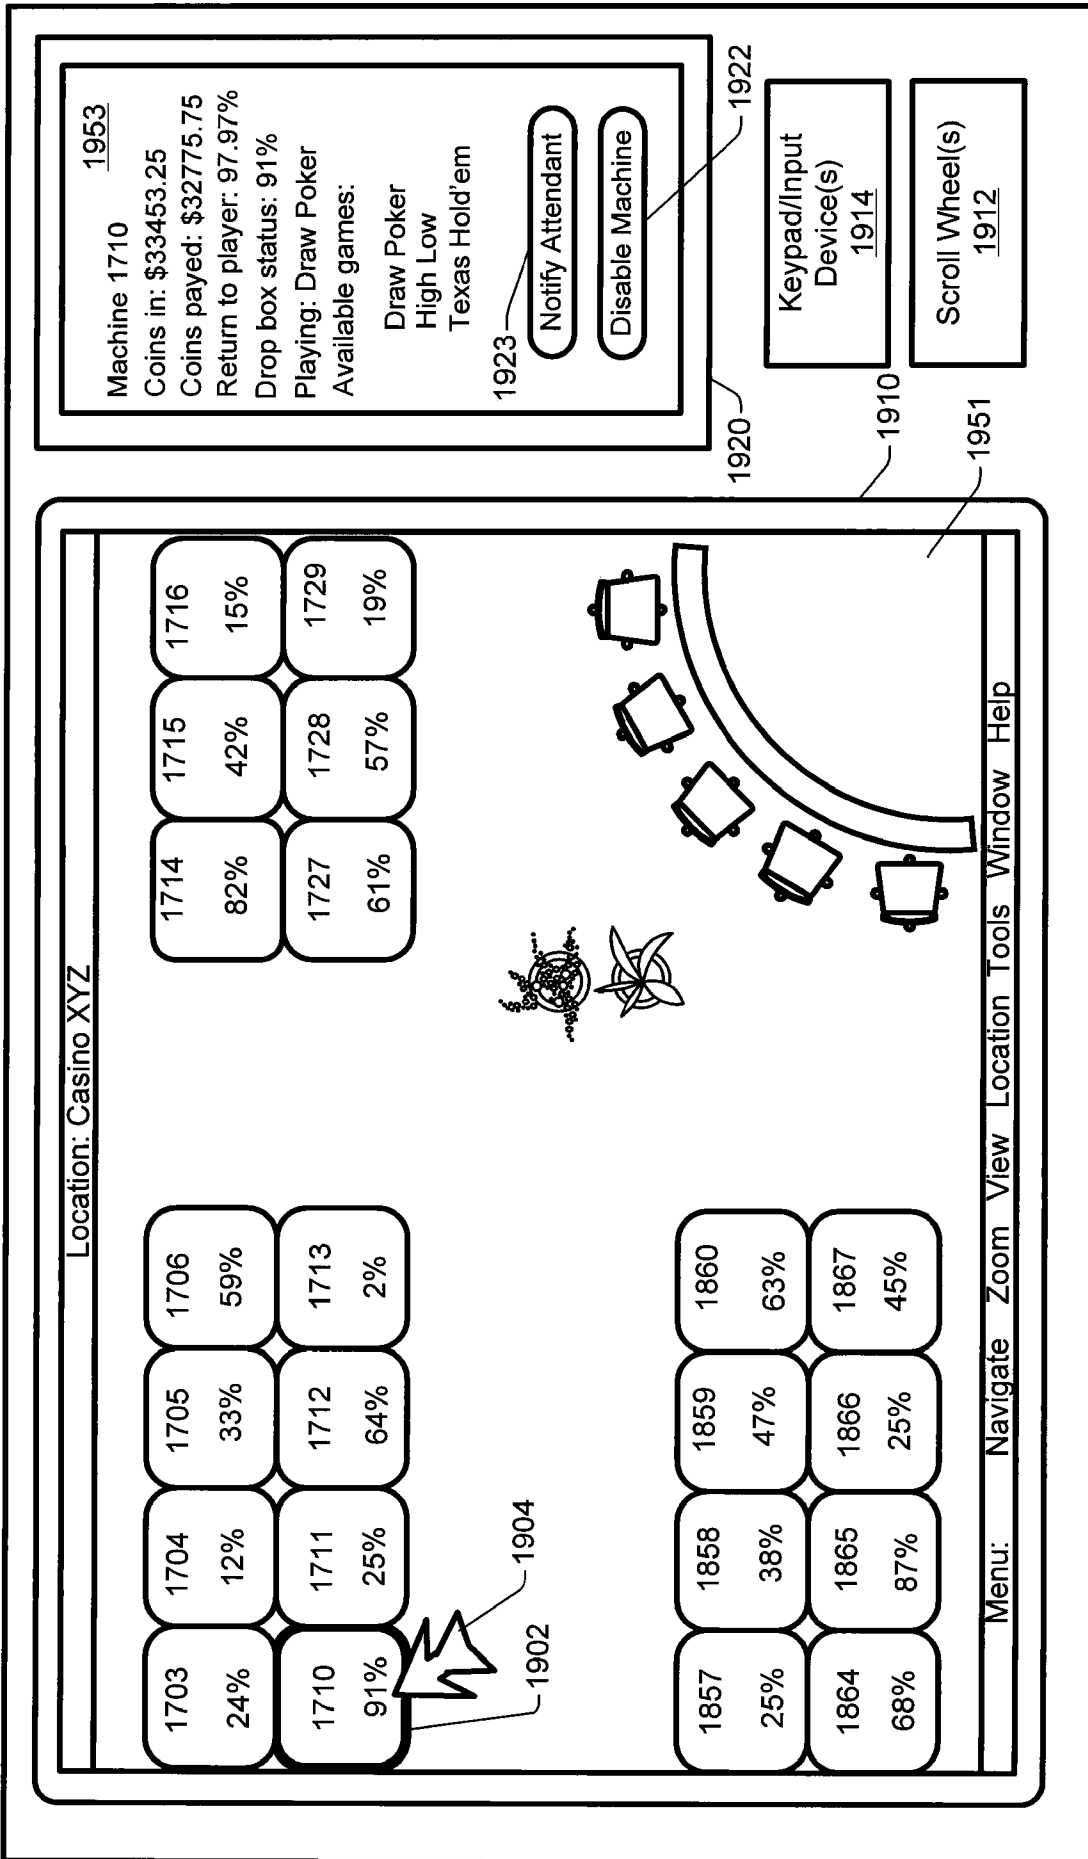 Location: Casino XYZ
1703 1704 1705 1706
24% 12% 33% 59%
1710 1711 1712 1713
91% 25% 64% 2%
1714 1715 1716
82% 42% 15%
1727 1728 1729
61% 57% 19%
1904
1902
1857 1858 1859 1860
25% 38% 47% 63%
1864 1865 1866 1867
68% 87% 25% 45%
Menu: Navigate Zoom View Location Tools Window Help
1953
Machine 1710
Coins in: $33453.25
Coins payed: $32775.75
Return to player: 97.97%
Drop box status: 91%
Playing: Draw Poker
Available games:
Draw Poker
High Low
Texas Hold'em
1923
Notify Attendant
Disable Machine
1922
1920
Keypad/Input
Device(s)
1914
1910
Scroll Wheel(s)
1912
1951